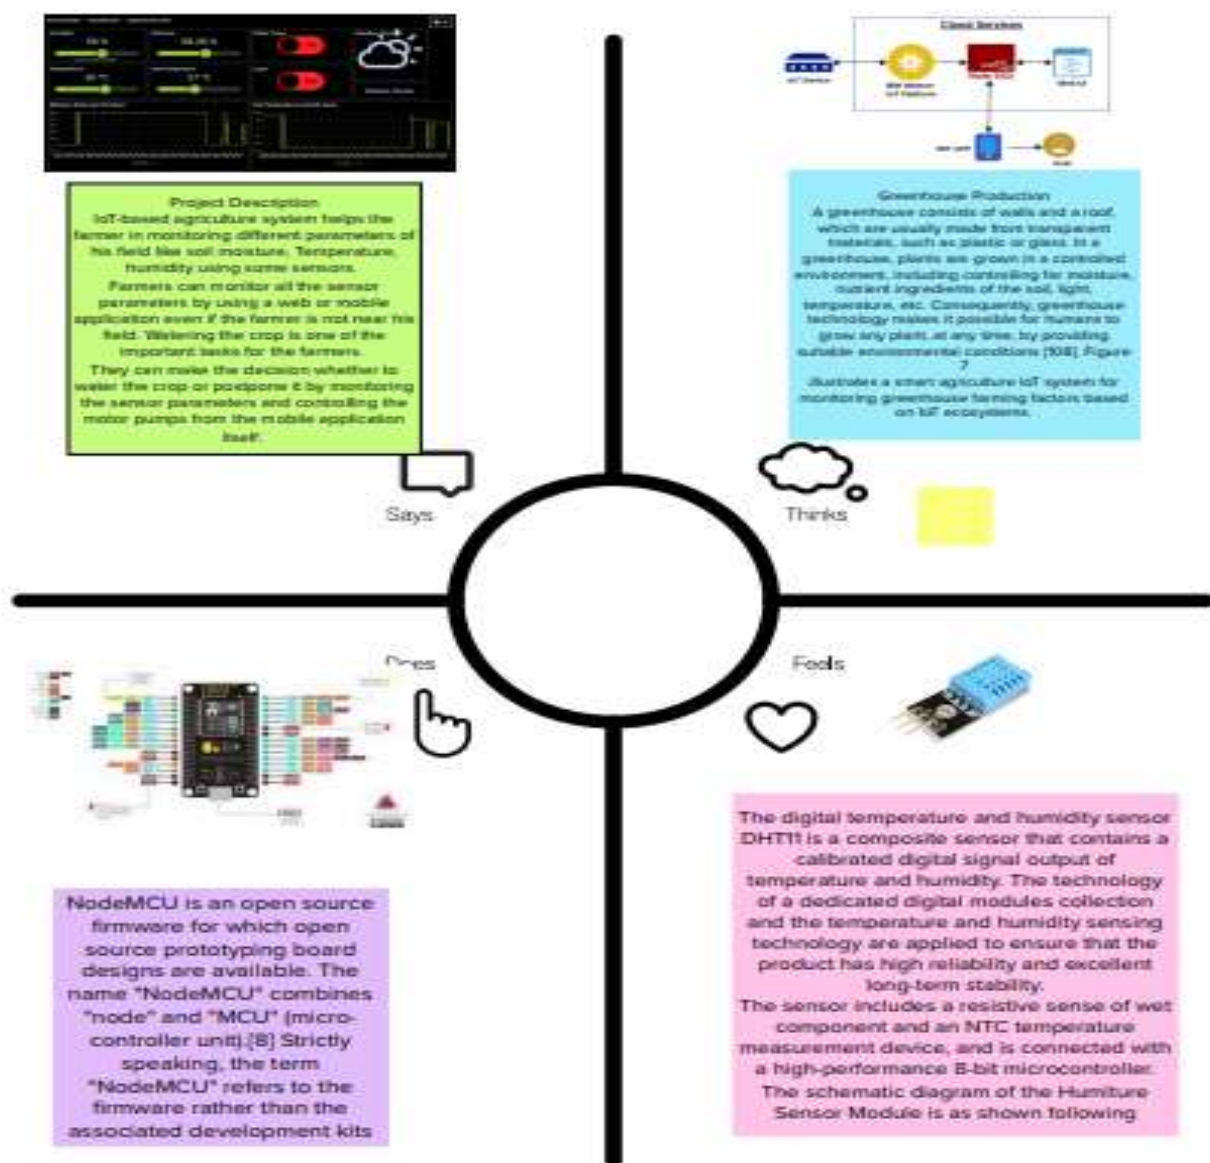 Cloud Services
IoT Device
Node RED
Project Description
IoT-based agriculture system helps the
farmer in monitoring different parameters of
his field like soil moisture, Temperature,
humidity using some sensors.
Farmers can monitor all the sensor
parameters by using a web or mobile
application even if the farmer is not near his
field. Watering the crop is one of the
important tasks for the farmers.
They can make the decision whether to
water the crop or postpone it by monitoring
the sensor parameters and controlling the
motor pumps from the mobile application
itself.
Greenhouse Production
A greenhouse consists of walls and a roof,
which are usually made from transparent
materials, such as plastic or glass. In a
greenhouse, plants are grown in a controlled
environment, including controlling for moisture,
nutrient ingredients of the soil, light,
temperature, etc. Consequently, greenhouse
technology makes it possible for humans to
grow any plant, at any time, by providing
suitable environmental conditions [108]. Figure
7
illustrates a smart agriculture IoT system for
monitoring greenhouse farming factors based
on IoT ecosystems.
Says
Thinks
Does
Feels
NodeMCU is an open source
firmware for which open
source prototyping board
designs are available. The
name "NodeMCU" combines
"node" and "MCU" (micro-
controller unit).[8] Strictly
speaking, the term
"NodeMCU" refers to the
firmware rather than the
associated development kits
The digital temperature and humidity sensor
DHT11 is a composite sensor that contains a
calibrated digital signal output of
temperature and humidity. The technology
of a dedicated digital modules collection
and the temperature and humidity sensing
technology are applied to ensure that the
product has high reliability and excellent
long-term stability.
The sensor includes a resistive sense of wet
component and an NTC temperature
measurement device, and is connected with
a high-performance 8-bit microcontroller.
The schematic diagram of the Humiture
Sensor Module is as shown following